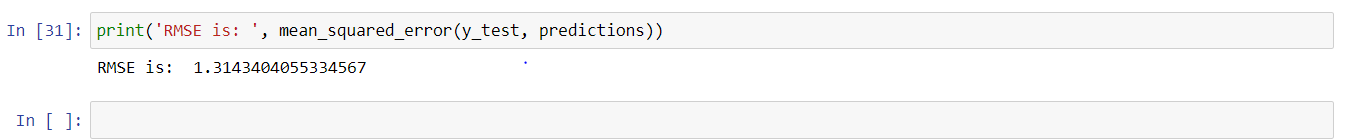 In [31]: print('RMSE is: ', mean_squared_error(y_test, predictions))
RMSE is:  1.3143404055334567
In [ ]: